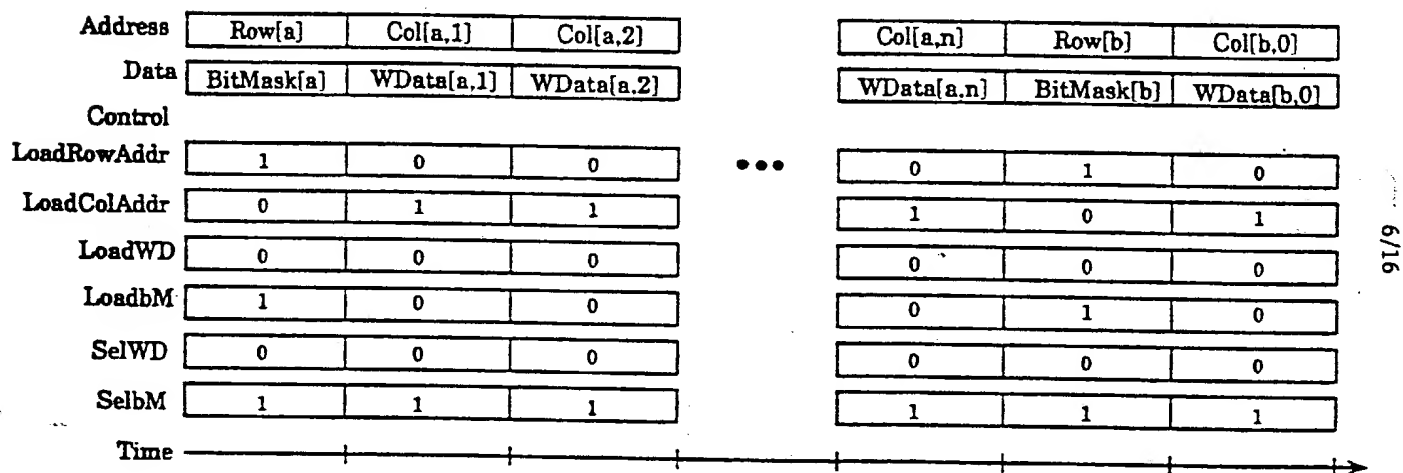 Address Row[a] Col[a,1] Col[a,2] Col[a,n] Row[b] Col[b,0]
Data BitMask[a] WData[a,1] WData[a,2] WData[a,n] BitMask[b] WData[b,0]
Control
LoadRowAddr 1 0 0 ••• 0 1 0
LoadColAddr 0 1 1 1 0 1
LoadWD 0 0 0 0 0 0
LoadbM 1 0 0 0 1 0
SelWD 0 0 0 0 0 0
SelbM 1 1 1 1 1 1
Time
6/16